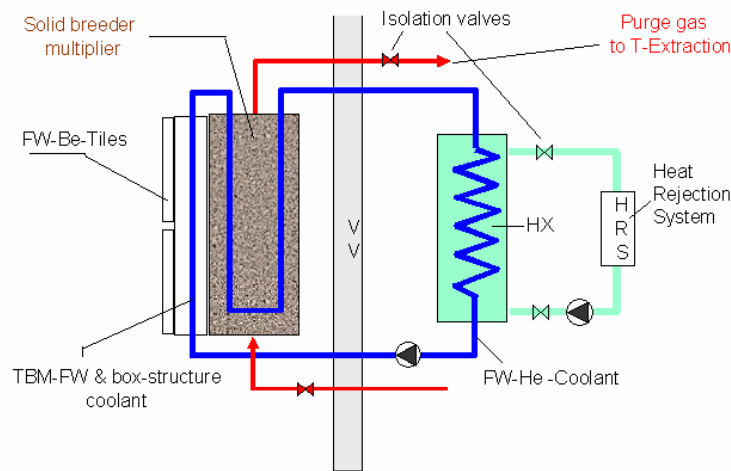 Solid breeder
multiplier
Isolation valves
Purge gas
to T-Extraction
FW-Be-Tiles
V
V
HX
H
R
S
Heat
Rejection
System
TBM-FW & box-structure
coolant
FW-He -Coolant